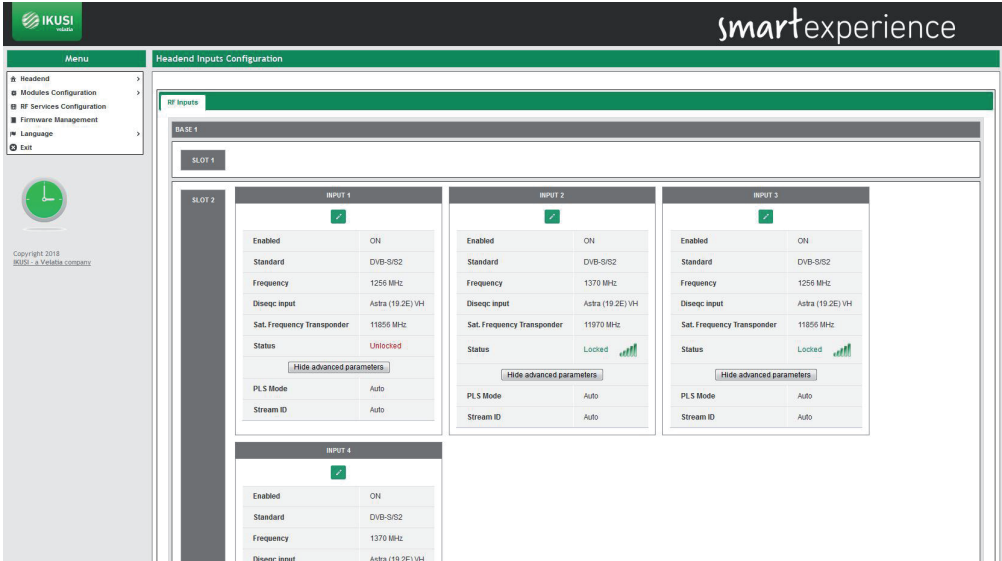 IKUSI
velatia
smartexperience
Menu
Headend
Modules Configuration
RF Services Configuration
Firmware Management
Language
Exit
Copyright 2018
IKUSI - a Velatia company
Headend Inputs Configuration
RF Inputs
BASE 1
SLOT 1
SLOT 2
INPUT 1
Enabled ON
Standard DVB-S/S2
Frequency 1256 MHz
Diseqc input Astra (19.2E) VH
Sat. Frequency Transponder 11856 MHz
Status Unlocked
Hide advanced parameters
PLS Mode Auto
Stream ID Auto
INPUT 2
Enabled ON
Standard DVB-S/S2
Frequency 1370 MHz
Diseqc input Astra (19.2E) VH
Sat. Frequency Transponder 11970 MHz
Status Locked
Hide advanced parameters
PLS Mode Auto
Stream ID Auto
INPUT 3
Enabled ON
Standard DVB-S/S2
Frequency 1256 MHz
Diseqc input Astra (19.2E) VH
Sat. Frequency Transponder 11856 MHz
Status Locked
Hide advanced parameters
PLS Mode Auto
Stream ID Auto
INPUT 4
Enabled ON
Standard DVB-S/S2
Frequency 1370 MHz
Diseqc input Astra (19.2E) VH